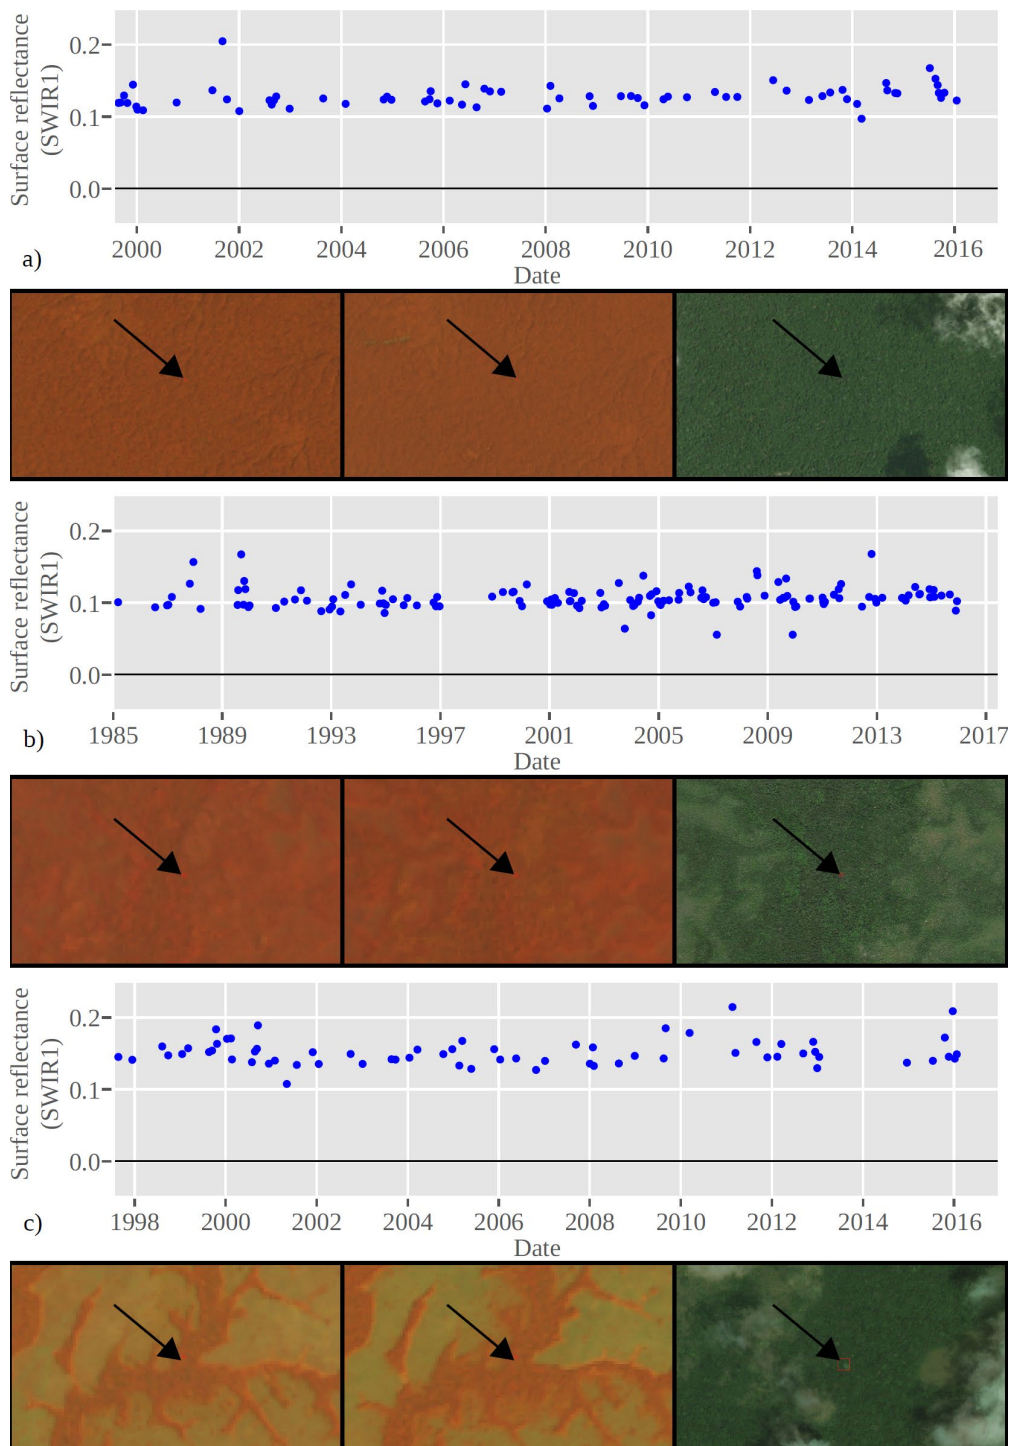 Surface reflectance
(SWIR1)
0.2
0.1
0.0
2000 2002 2004 2006 2008 2010 2012 2014 2016
a)
Date
Surface reflectance
(SWIR1)
0.2
0.1
0.0
1985 1989 1993 1997 2001 2005 2009 2013 2017
b)
Date
Surface reflectance
(SWIR1)
0.2
0.1
0.0
1998 2000 2002 2004 2006 2008 2010 2012 2014 2016
c)
Date